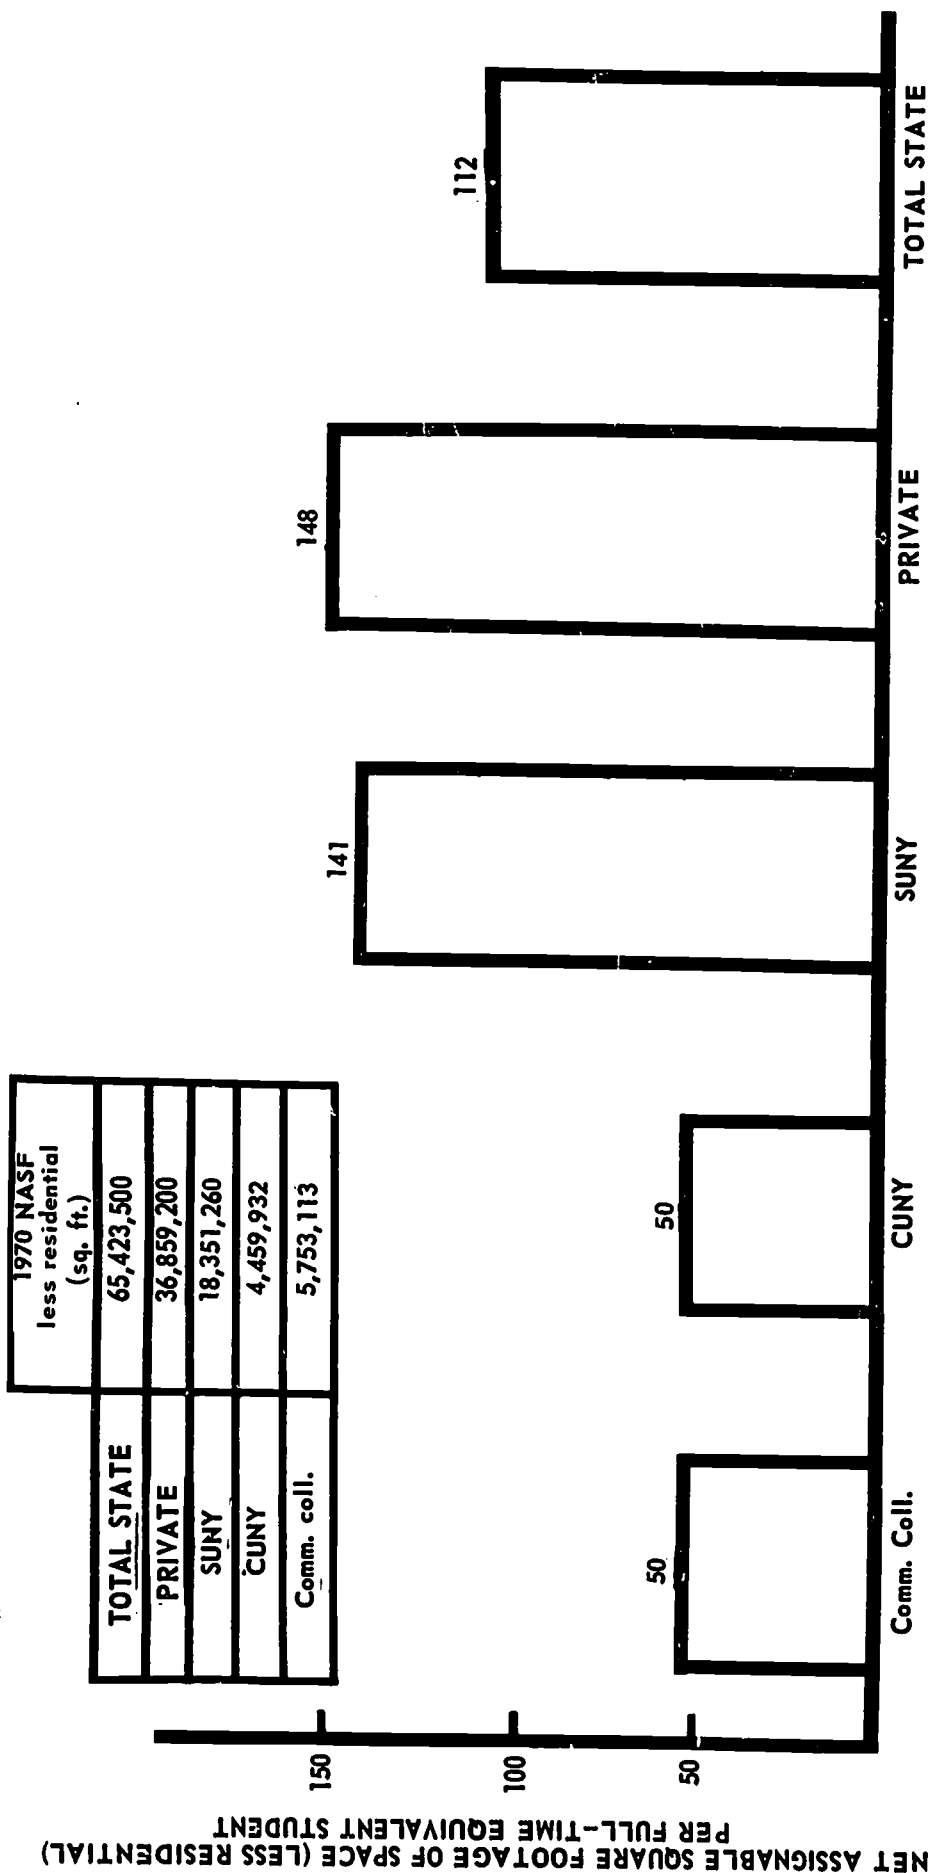 NET ASSIGNABLE SQUARE FOOTAGE OF SPACE (LESS RESIDENTIAL)
PER FULL-TIME EQUIVALENT STUDENT
150
100
50
1970 NASF
less residential
(sq. ft.)
TOTAL STATE 65,423,500
PRIVATE 36,859,200
SUNY 18,351,260
CUNY 4,459,932
Comm. coll. 5,753,113
50
50
141
148
112
Comm. Coll.
CUNY
SUNY
PRIVATE
TOTAL STATE